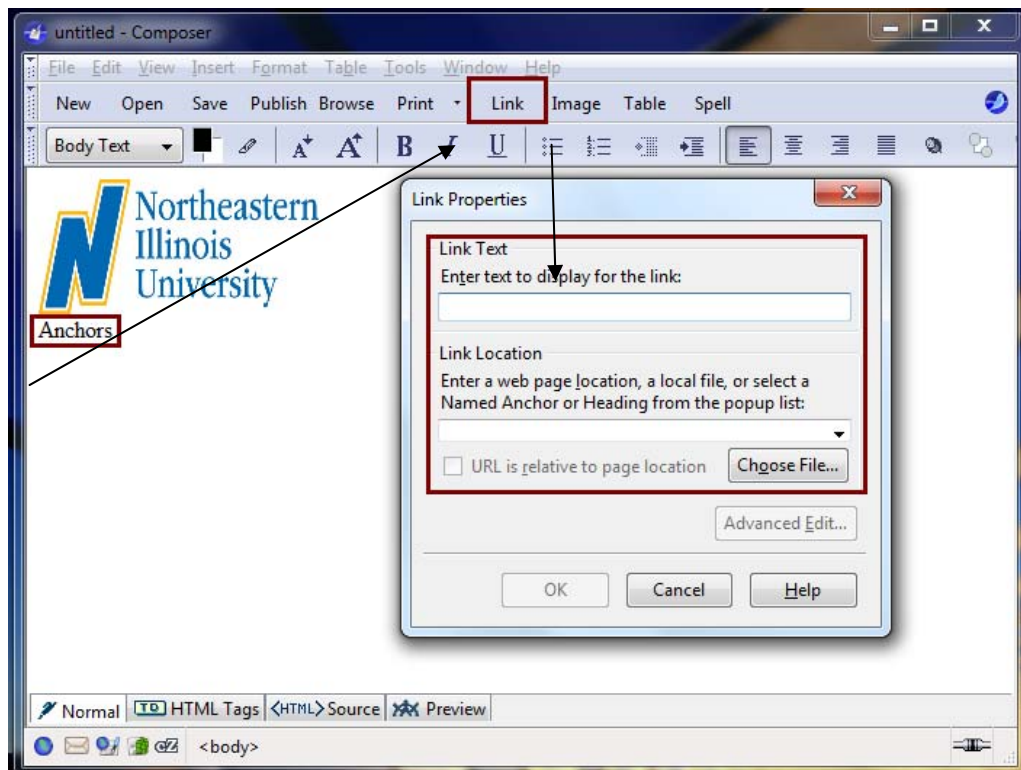 untitled - Composer
File Edit View Insert Format Table Tools Window Help
New Open Save Publish Browse Print Link Image Table Spell
Body Text A A B I U
Northeastern
Illinois
University
Anchors
Link Properties
Link Text
Enter text to display for the link:
Link Location
Enter a web page location, a local file, or select a
Named Anchor or Heading from the popup list:
URL is relative to page location Choose File...
Advanced Edit...
OK Cancel Help
Normal TD HTML Tags <HTML> Source Preview
<body>